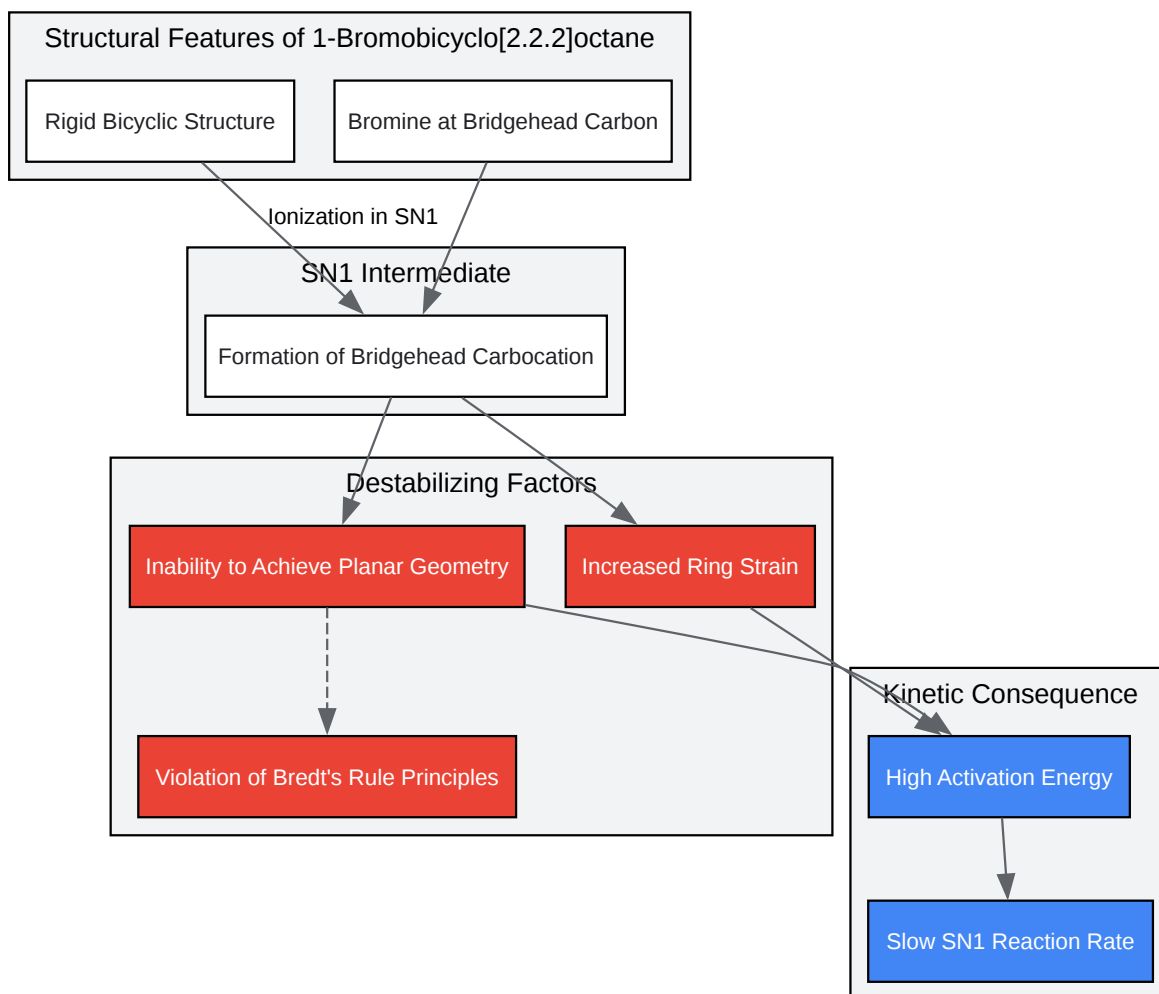 Structural Features of 1-Bromobicyclo[2.2.2]octane
Rigid Bicyclic Structure
Bromine at Bridgehead Carbon
Ionization in SN1
SN1 Intermediate
Formation of Bridgehead Carbocation
Destabilizing Factors
Inability to Achieve Planar Geometry
Increased Ring Strain
Violation of Bredt's Rule Principles
Kinetic Consequence
High Activation Energy
Slow SN1 Reaction Rate